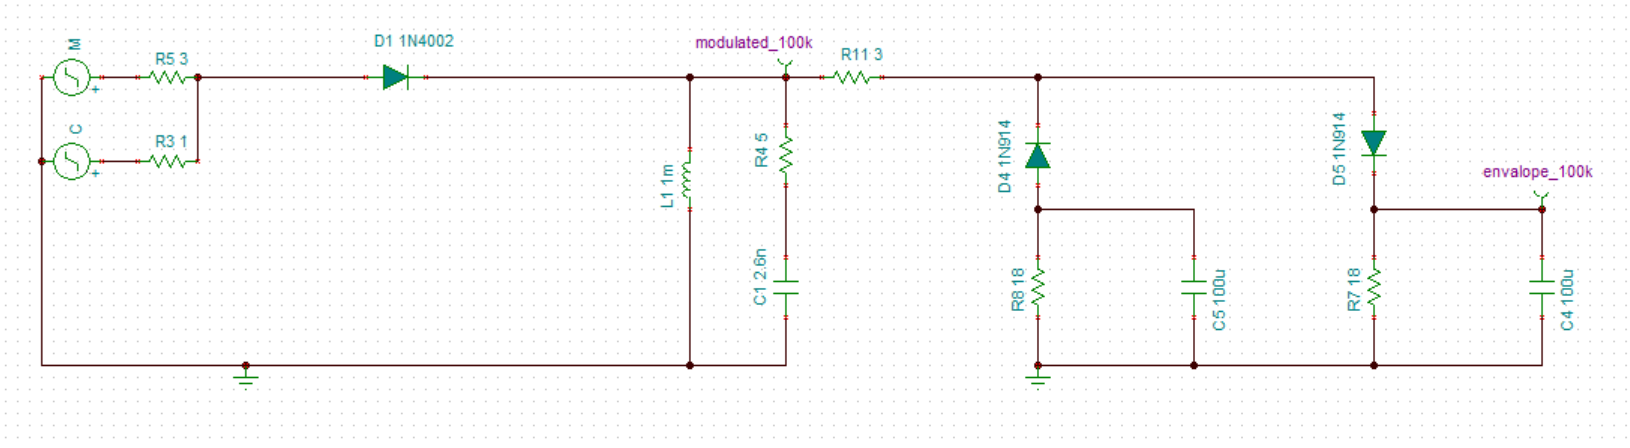 M
R5 3
D1 1N4002
modulated_100k
R11 3
C
R3 1
L1 1m
R4 5
C1 2.6n
D4 1N914
D5 1N914
envalope_100k
R8 18
C5 100u
R7 18
C4 100u
+
+